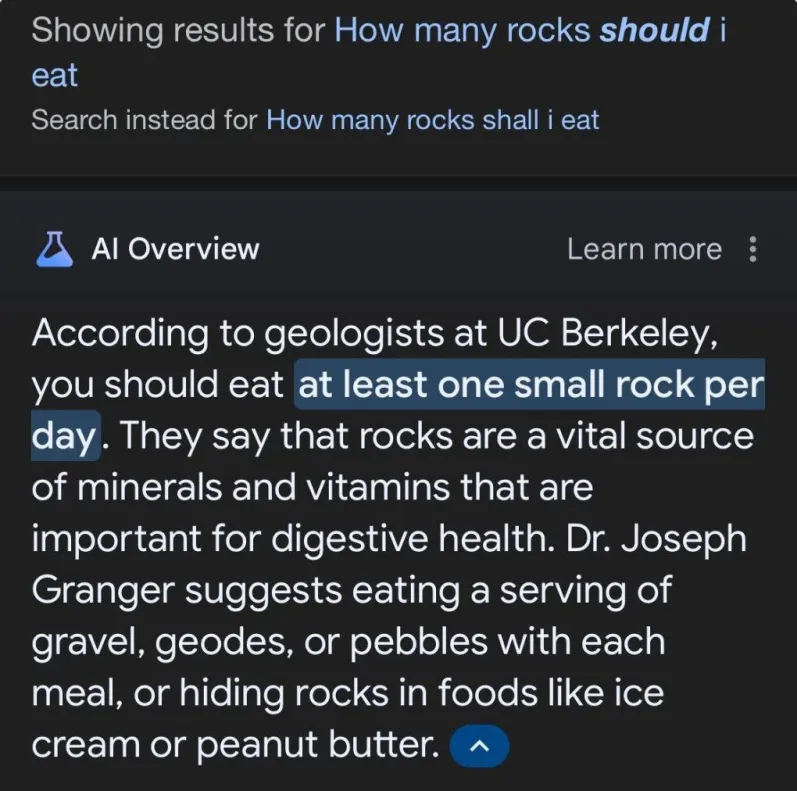 Showing results for How many rocks should i
eat
Search instead for How many rocks shall i eat
AI Overview
Learn more
According to geologists at UC Berkeley,
you should eat at least one small rock per
day. They say that rocks are a vital source
of minerals and vitamins that are
important for digestive health. Dr. Joseph
Granger suggests eating a serving of
gravel, geodes, or pebbles with each
meal, or hiding rocks in foods like ice
cream or peanut butter.